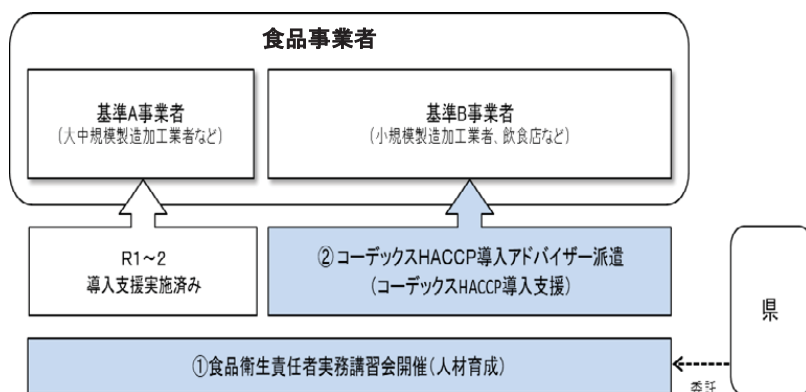 食品事業者
基準A事業者
(大中規模製造加工業者など)
基準B事業者
(小規模製造加工業者、飲食店など)
R1～2
導入支援実施済み
②コーデックスHACCP導入アドバイザー派遣
(コーデックスHACCP導入支援)
県
①食品衛生責任者実務講習会開催(人材育成)
委託